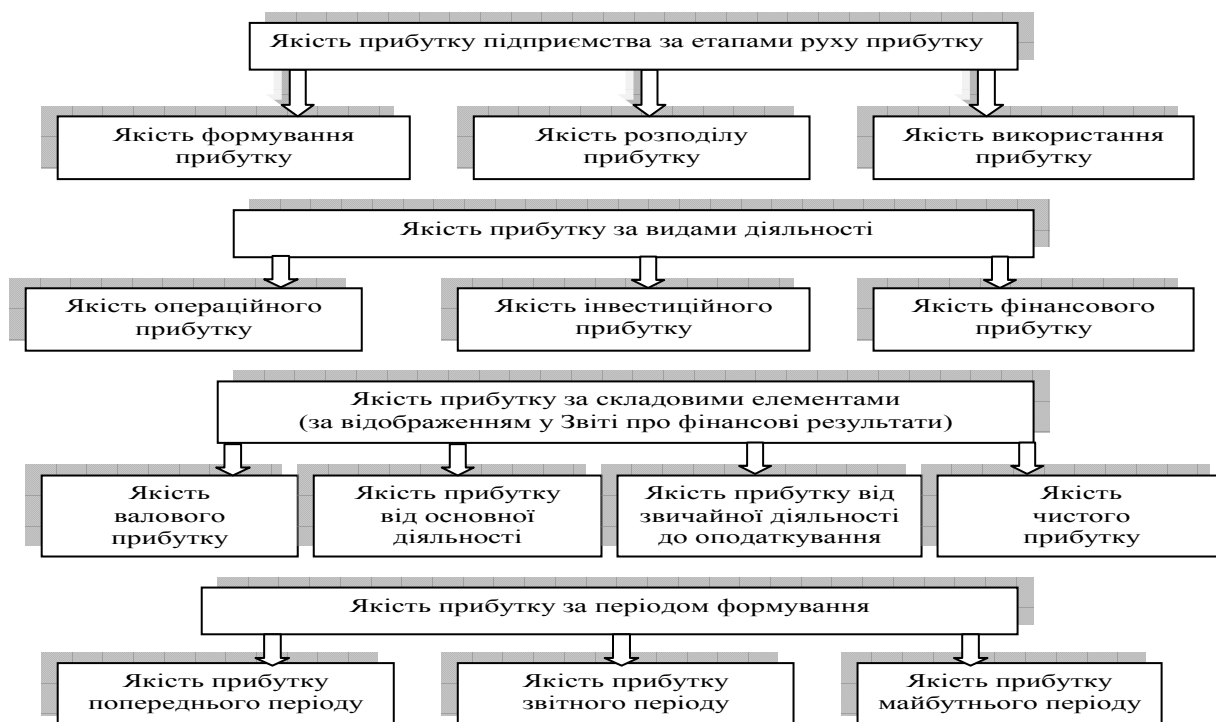 Якість прибутку підприємства за етапами руху прибутку
Якість формування
прибутку
Якість розподілу
прибутку
Якість використання
прибутку
Якість прибутку за видами діяльності
Якість операційного
прибутку
Якість інвестиційного
прибутку
Якість фінансового
прибутку
Якість прибутку за складовими елементами
(за відображенням у Звіті про фінансові результати)
Якість
валового
прибутку
Якість прибутку
від основної
діяльності
Якість прибутку від
звичайної діяльності
до оподаткування
Якість
чистого
прибутку
Якість прибутку за періодом формування
Якість прибутку
попереднього періоду
Якість прибутку
звітного періоду
Якість прибутку
майбутнього періоду